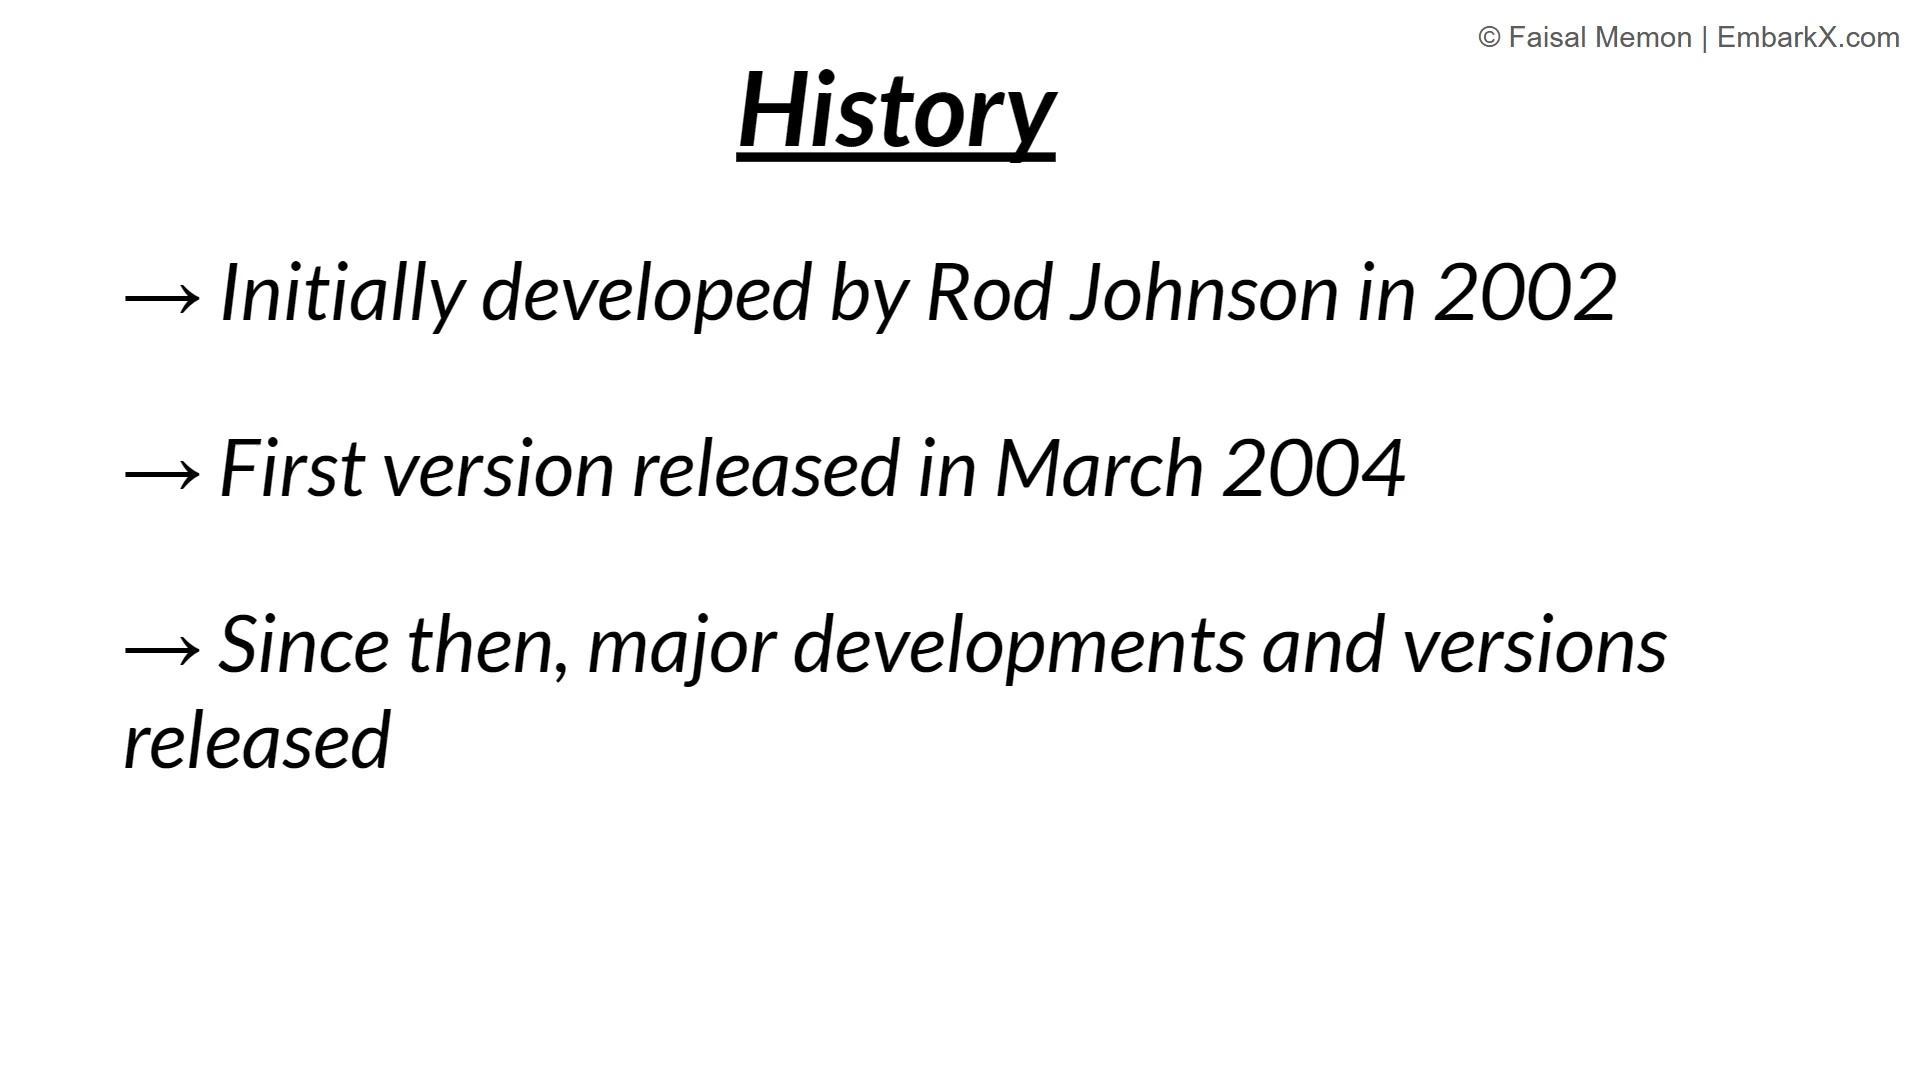 © Faisal Memon | EmbarkX.com
History
→ Initially developed by Rod Johnson in 2002
→ First version released in March 2004
→ Since then, major developments and versions
released